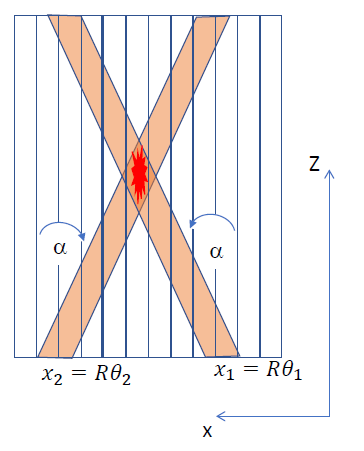 Z
α
α
x₂ = Rθ₂
x₁ = Rθ₁
x